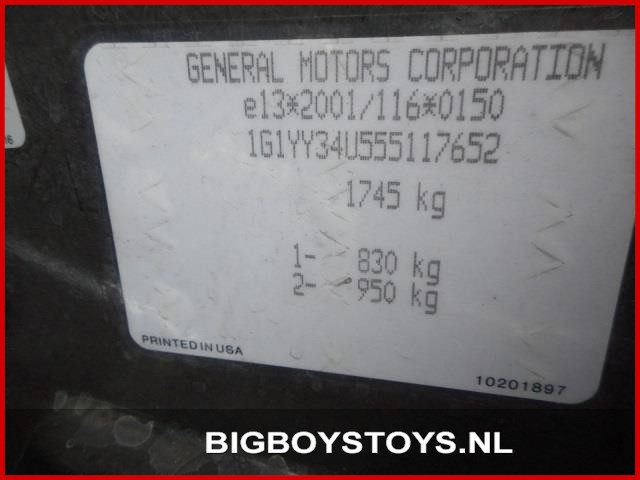 GENERAL MOTORS CORPORATION
e13*2001/116*0150
1G1YY34U555117652
1745 kg
1- 830 kg
2- 950 kg
PRINTED IN USA
10201897
BIGBOYSTOYS.NL